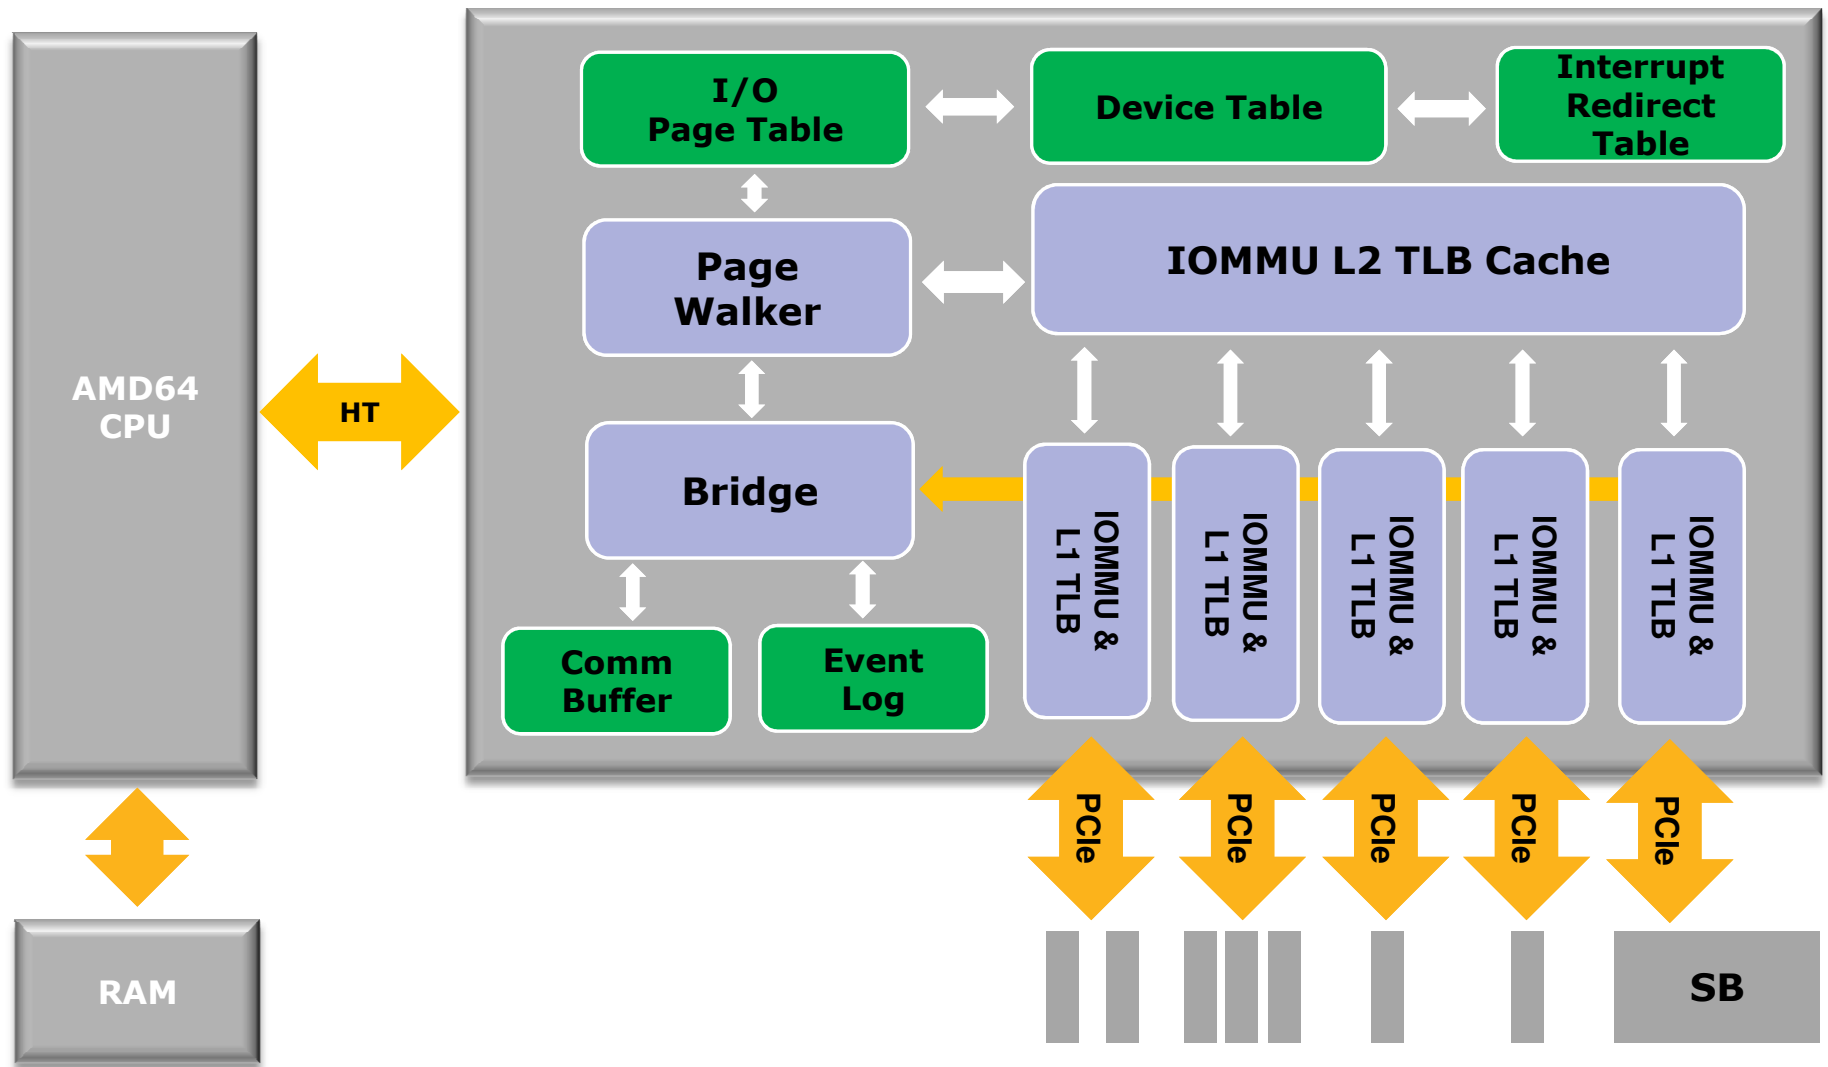 AMD64
CPU
HT
RAM
I/O
Page Table
Device Table
Interrupt
Redirect
Table
Page
Walker
IOMMU L2 TLB Cache
Bridge
Comm
Buffer
Event
Log
IOMMU &
L1 TLB
IOMMU &
L1 TLB
IOMMU &
L1 TLB
IOMMU &
L1 TLB
IOMMU &
L1 TLB
PCIe
PCIe
PCIe
PCIe
PCIe
SB